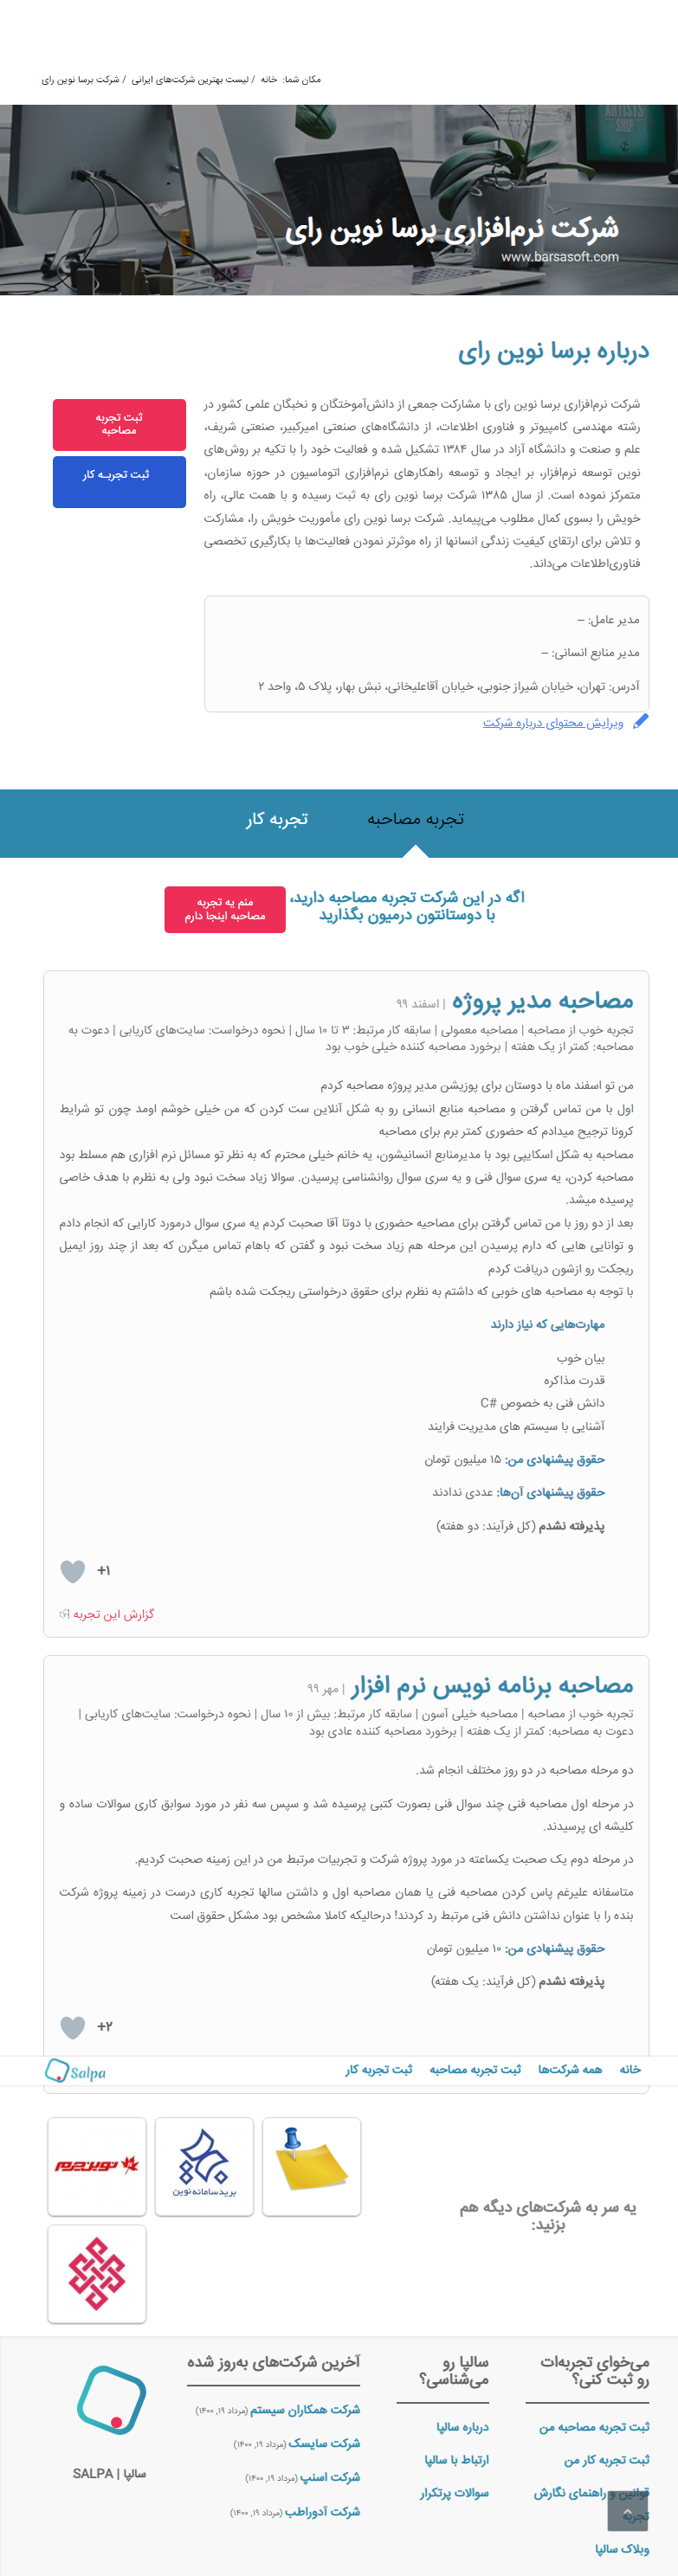 مکان شما: خانه / لیست بهترین شرکت‌های ایرانی / شرکت برسا نوین رای
ARTISTS
SHIP
شرکت نرم‌افزاری برسا نوین رای
www.barsasoft.com
درباره برسا نوین رای
شرکت نرم‌افزاری برسا نوین رای با مشارکت جمعی از دانش‌آموختگان و نخبگان علمی کشور در
رشته مهندسی کامپیوتر و فناوری اطلاعات، از دانشگاه‌های صنعتی امیرکبیر، صنعتی شریف،
علم و صنعت و دانشگاه آزاد در سال ۱۳۸۴ تشکیل شده و فعالیت خود را با تکیه بر روش‌های
نوین توسعه نرم‌افزار، بر ایجاد و توسعه راهکارهای نرم‌افزاری اتوماسیون در حوزه سازمان،
متمرکز نموده است. از سال ۱۳۸۵ شرکت برسا نوین رای به ثبت رسیده و با همت عالی، راه
خویش را بسوی کمال مطلوب می‌پیماید. شرکت برسا نوین رای مأموریت خویش را، مشارکت
و تلاش برای ارتقای کیفیت زندگی انسانها از راه موثرتر نمودن فعالیت‌ها با بکارگیری تخصصی
فناوری‌اطلاعات می‌داند.
ثبت تجربه
مصاحبه
ثبت تجربـه کار
مدیر عامل: –
مدیر منابع انسانی: –
آدرس: تهران، خیابان شیراز جنوبی، خیابان آقاعلیخانی، نبش بهار، پلاک ۵، واحد ۲
ویرایش محتوای درباره شرکت
تجربه مصاحبه
تجربه کار
اگه در این شرکت تجربه مصاحبه دارید،
با دوستانتون درمیون بگذارید
منم یه تجربه
مصاحبه اینجا دارم
مصاحبه مدیر پروژه | اسفند ۹۹
تجربه خوب از مصاحبه | مصاحبه معمولی | سابقه کار مرتبط: ۳ تا ۱۰ سال | نحوه درخواست: سایت‌های کاریابی | دعوت به
مصاحبه: کمتر از یک هفته | برخورد مصاحبه کننده خیلی خوب بود
من تو اسفند ماه با دوستان برای پوزیشن مدیر پروژه مصاحبه کردم
اول با من تماس گرفتن و مصاحبه منابع انسانی رو به شکل آنلاین ست کردن که من خیلی خوشم اومد چون تو شرایط
کرونا ترجیح میدادم که حضوری کمتر برم برای مصاحبه
مصاحبه به شکل اسکایپی بود با مدیرمنابع انسانیشون، یه خانم خیلی محترم که به نظر تو مسائل نرم افزاری هم مسلط بود
مصاحبه کردن، یه سری سوال فنی و یه سری سوال روانشناسی پرسیدن. سوالا زیاد سخت نبود ولی به نظرم با هدف خاصی
پرسیده میشد.
بعد از دو روز با من تماس گرفتن برای مصاحبه حضوری با دوتا آقا صحبت کردم یه سری سوال درمورد کارایی که انجام دادم
و توانایی هایی که دارم پرسیدن این مرحله هم زیاد سخت نبود و گفتن که باهام تماس میگرن که بعد از چند روز ایمیل
ریجکت رو ازشون دریافت کردم
با توجه به مصاحبه های خوبی که داشتم به نظرم برای حقوق درخواستی ریجکت شده باشم
مهارت‌هایی که نیاز دارند
بیان خوب
قدرت مذاکره
دانش فنی به خصوص C#
آشنایی با سیستم های مدیریت فرایند
حقوق پیشنهادی من: ۱۵ میلیون تومان
حقوق پیشنهادی آن‌ها: عددی ندادند
پذیرفته نشدم (کل فرآیند: دو هفته)
+۱
گزارش این تجربه
مصاحبه برنامه نویس نرم افزار | مهر ۹۹
تجربه خوب از مصاحبه | مصاحبه خیلی آسون | سابقه کار مرتبط: بیش از ۱۰ سال | نحوه درخواست: سایت‌های کاریابی |
دعوت به مصاحبه: کمتر از یک هفته | برخورد مصاحبه کننده عادی بود
دو مرحله مصاحبه در دو روز مختلف انجام شد.
در مرحله اول مصاحبه فنی چند سوال فنی بصورت کتبی پرسیده شد و سپس سه نفر در مورد سوابق کاری سوالات ساده و
کلیشه ای پرسیدند.
در مرحله دوم یک صحبت یکساعته در مورد پروژه شرکت و تجربیات مرتبط من در این زمینه صحبت کردیم.
متاسفانه علیرغم پاس کردن مصاحبه فنی یا همان مصاحبه اول و داشتن سالها تجربه کاری درست در زمینه پروژه شرکت
بنده را با عنوان نداشتن دانش فنی مرتبط رد کردند! درحالیکه کاملا مشخص بود مشکل حقوق است
حقوق پیشنهادی من: ۱۰ میلیون تومان
پذیرفته نشدم (کل فرآیند: یک هفته)
+۲
خانه همه شرکت‌ها ثبت تجربه مصاحبه ثبت تجربه کار
Salpa
یه سر به شرکت‌های دیگه هم
بزنید:
بریدسامانه نوین
نوین‌چرم
می‌خوای تجربه‌ات
رو ثبت کنی؟
ثبت تجربه مصاحبه من
ثبت تجربه کار من
قوانین و راهنمای نگارش
تجربه
وبلاگ سالپا
سالپا رو
می‌شناسی؟
درباره سالپا
ارتباط با سالپا
سوالات پرتکرار
آخرین شرکت‌های به‌روز شده
شرکت همکاران سیستم (مرداد ۱۹, ۱۴۰۰)
شرکت سایسک (مرداد ۱۹, ۱۴۰۰)
شرکت اسنپ (مرداد ۱۹, ۱۴۰۰)
شرکت آدوراطب (مرداد ۱۹, ۱۴۰۰)
سالپا | SALPA